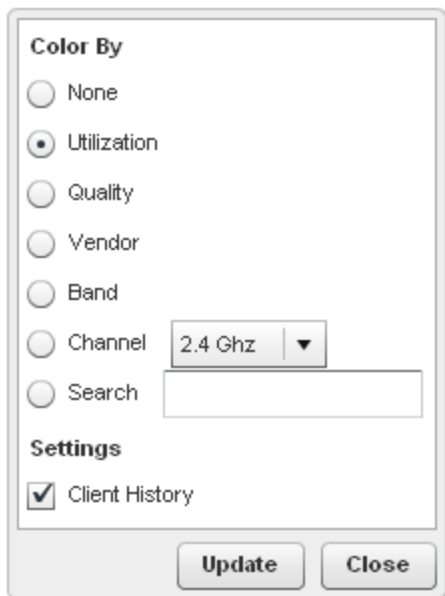 Color By
None
Utilization
Quality
Vendor
Band
Channel 2.4 Ghz
Search
Settings
Client History
Update Close